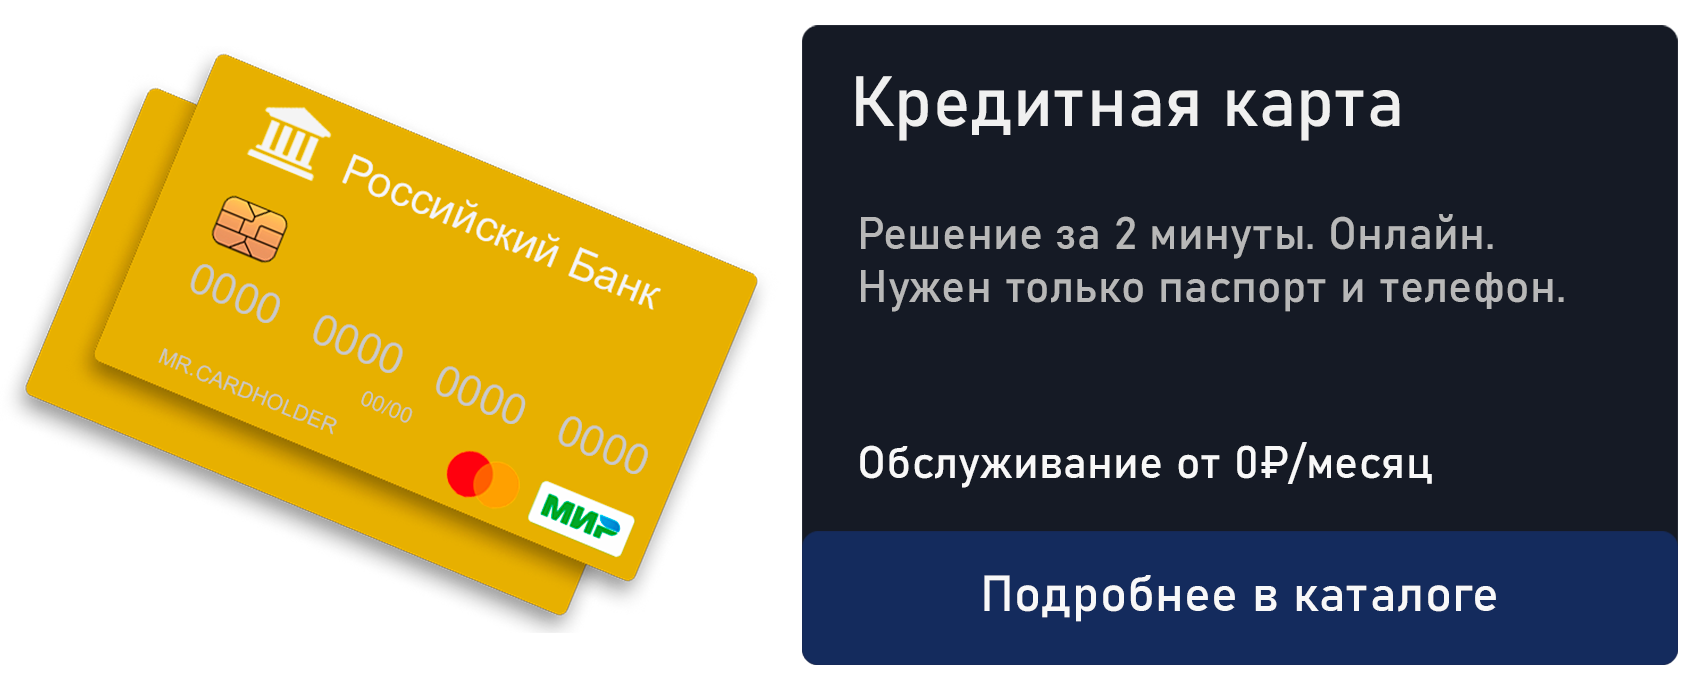 Российский Банк
0000 0000 0000 0000
MR.CARDHOLDER 00/00
МИР
Кредитная карта
Решение за 2 минуты. Онлайн.
Нужен только паспорт и телефон.
Обслуживание от 0₽/месяц
Подробнее в каталоге